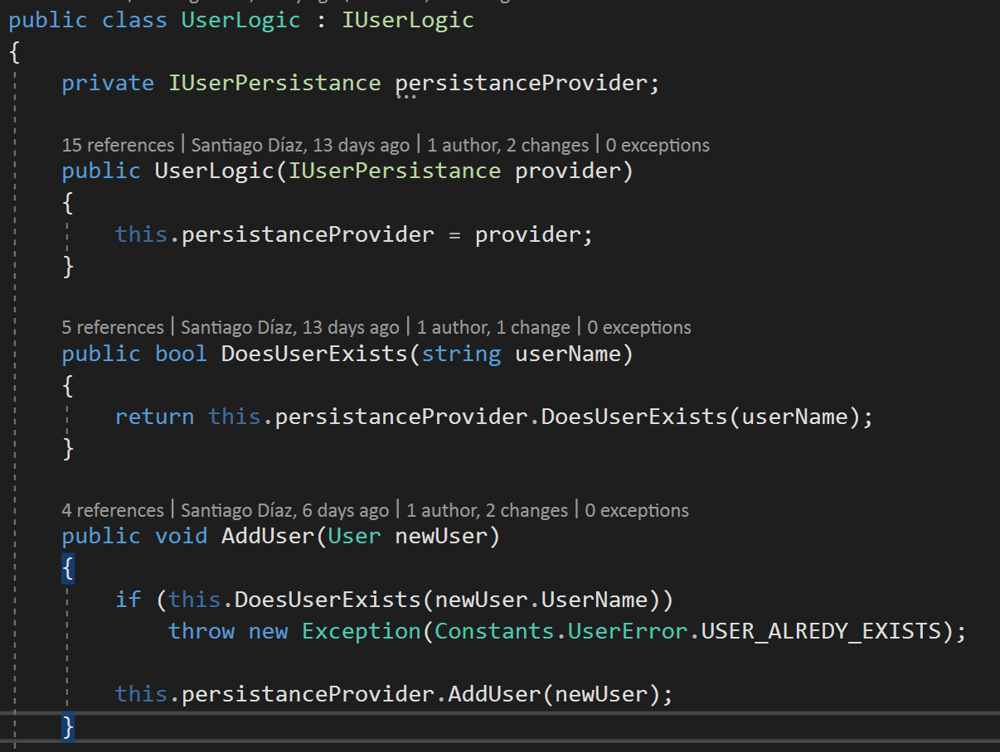 public class UserLogic : IUserLogic
{
private IUserPersistance persistanceProvider;
15 references | Santiago Díaz, 13 days ago | 1 author, 2 changes | 0 exceptions
public UserLogic(IUserPersistance provider)
{
this.persistanceProvider = provider;
}
5 references | Santiago Díaz, 13 days ago | 1 author, 1 change | 0 exceptions
public bool DoesUserExists(string userName)
{
return this.persistanceProvider.DoesUserExists(userName);
}
4 references | Santiago Díaz, 6 days ago | 1 author, 2 changes | 0 exceptions
public void AddUser(User newUser)
{
if (this.DoesUserExists(newUser.UserName))
throw new Exception(Constants.UserError.USER_ALREDY_EXISTS);
this.persistanceProvider.AddUser(newUser);
}